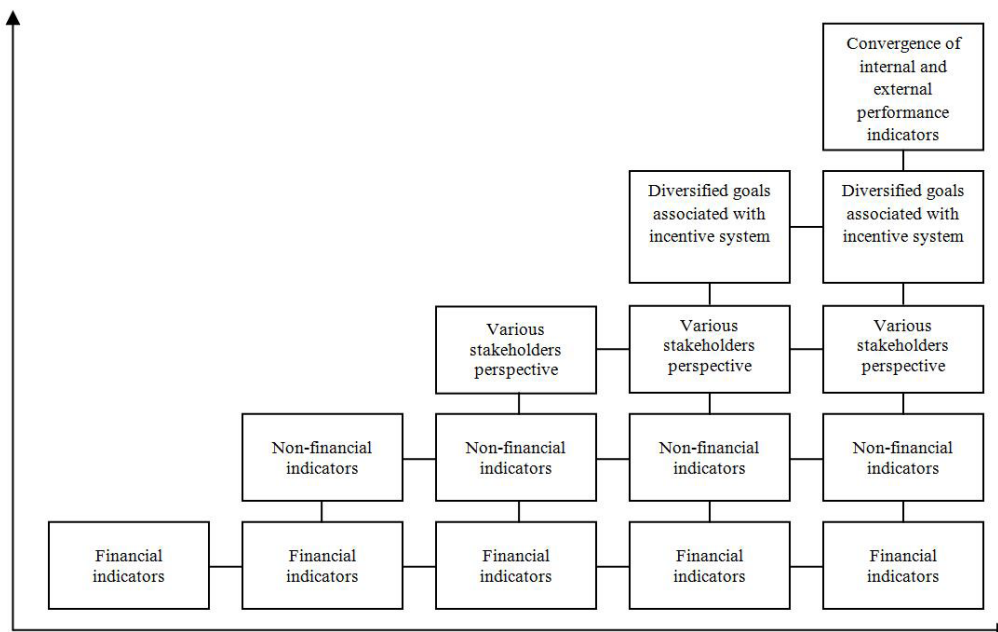 Convergence of
internal and
external
performance
indicators
Diversified goals
associated with
incentive system
Diversified goals
associated with
incentive system
Various
stakeholders
perspective
Various
stakeholders
perspective
Various
stakeholders
perspective
Non-financial
indicators
Non-financial
indicators
Non-financial
indicators
Non-financial
indicators
Financial
indicators
Financial
indicators
Financial
indicators
Financial
indicators
Financial
indicators